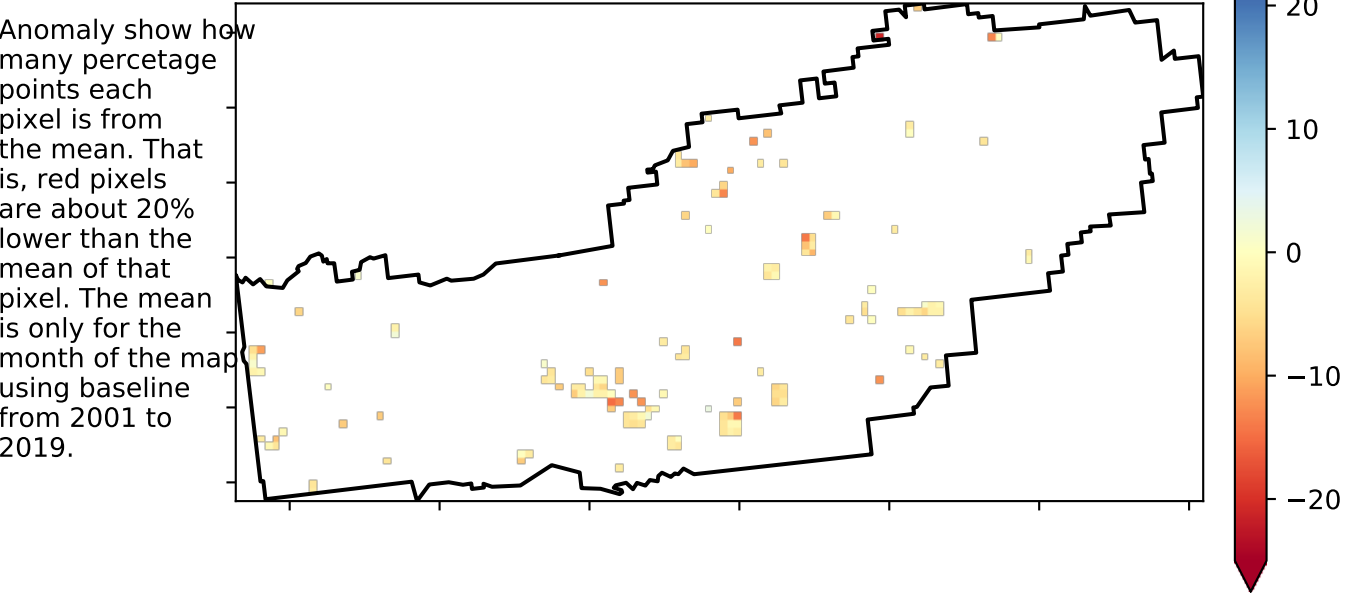 Anomaly show how
many percetage
points each
pixel is from
the mean. That
is, red pixels
are about 20%
lower than the
mean of that
pixel. The mean
is only for the
month of the map
using baseline
from 2001 to
2019.
20
10
0
−10
−20